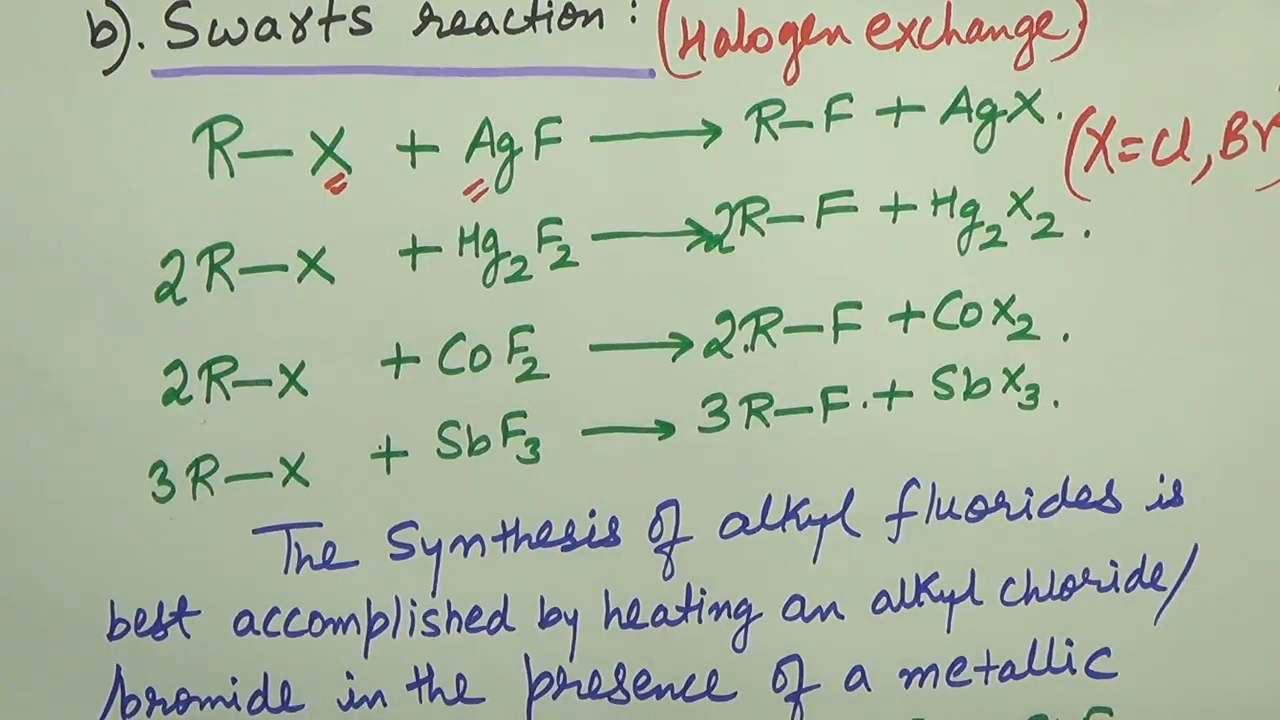 b). Swarts reaction : (Halogen exchange)
R–X + AgF ⟶ R–F + AgX. (X=Cl, Br
2R–X + Hg₂F₂ ⟶ 2R–F + Hg₂X₂.
2R–X + CoF₂ ⟶ 2R–F + CoX₂.
3R–X + SbF₃ ⟶ 3R–F. + SbX₃.
The synthesis of alkyl fluorides is
best accomplished by heating an alkyl chloride/
bromide in the presence of a metallic